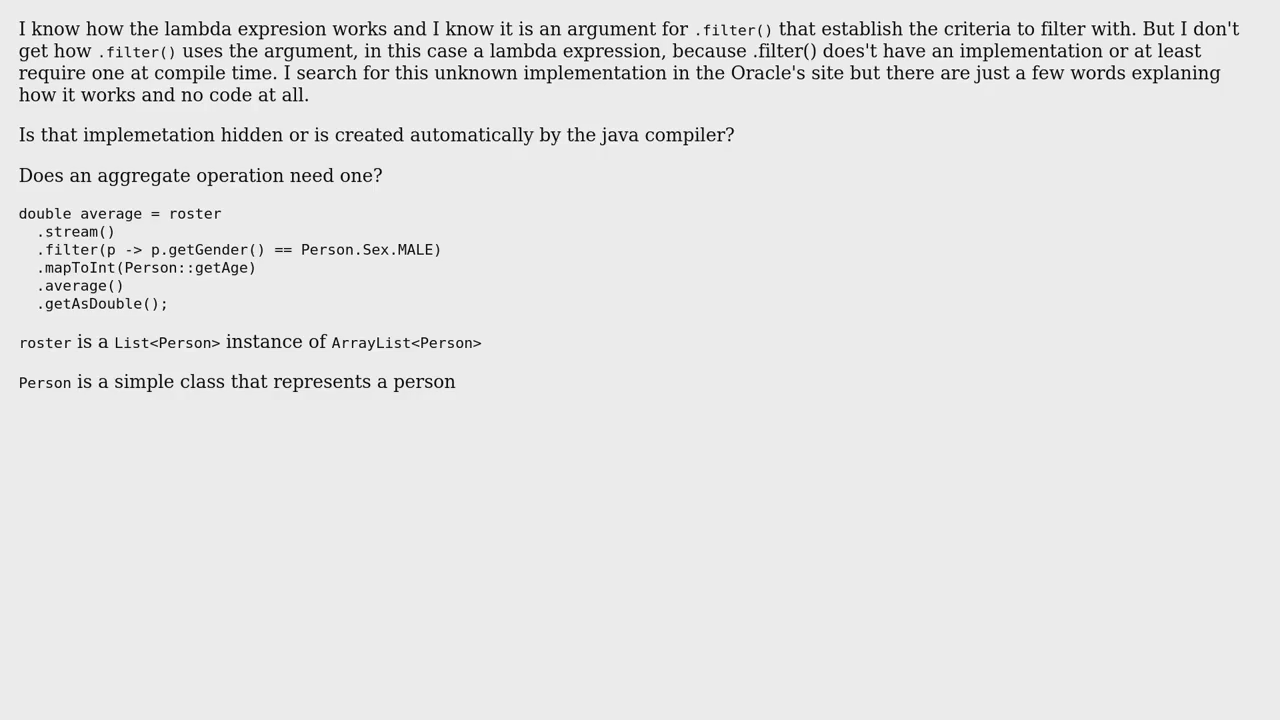 I know how the lambda expresion works and I know it is an argument for .filter() that establish the criteria to filter with. But I don't
get how .filter() uses the argument, in this case a lambda expression, because .filter() does't have an implementation or at least
require one at compile time. I search for this unknown implementation in the Oracle's site but there are just a few words explaning
how it works and no code at all.
Is that implemetation hidden or is created automatically by the java compiler?
Does an aggregate operation need one?
double average = roster
  .stream()
  .filter(p -> p.getGender() == Person.Sex.MALE)
  .mapToInt(Person::getAge)
  .average()
  .getAsDouble();
roster is a List<Person> instance of ArrayList<Person>
Person is a simple class that represents a person